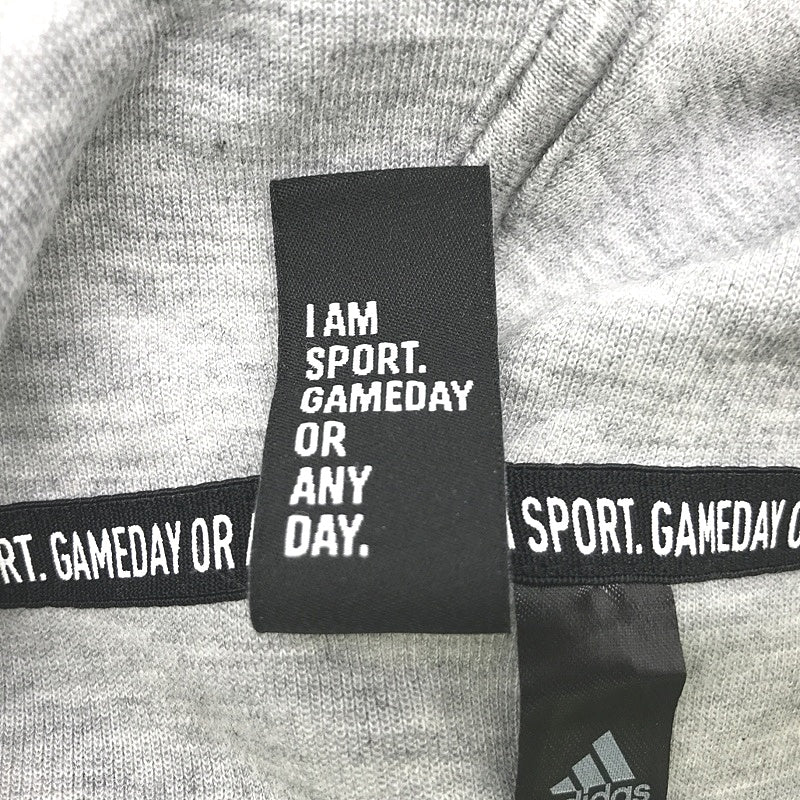 I AM
SPORT.
GAMEDAY
OR
ANY
DAY.
RT. GAMEDAY OR
SPORT. GAMEDAY
adidas